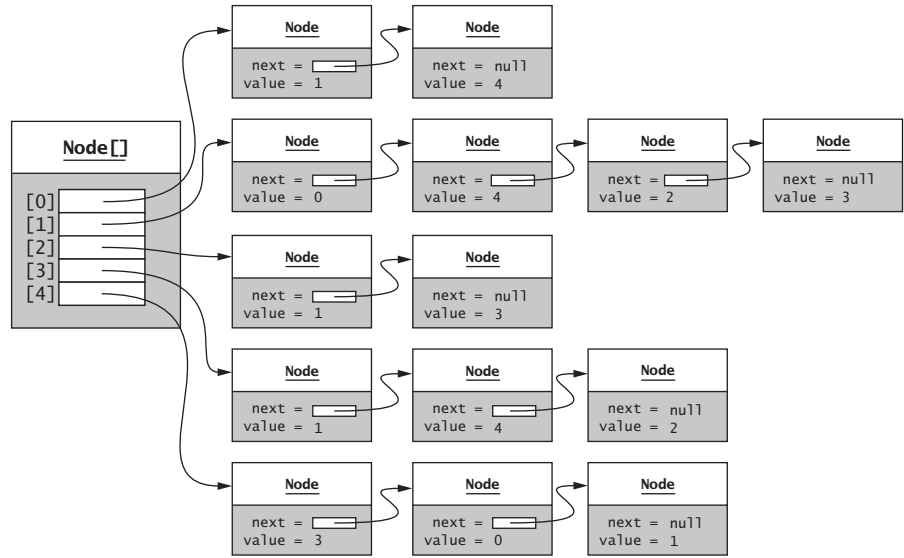 Node
next =
value = 1
Node
next = null
value = 4
Node[]
[0]
[1]
[2]
[3]
[4]
Node
next =
value = 0
Node
next =
value = 4
Node
next =
value = 2
Node
next = null
value = 3
Node
next =
value = 1
Node
next = null
value = 3
Node
next =
value = 1
Node
next =
value = 4
Node
next = null
value = 2
Node
next =
value = 3
Node
next =
value = 0
Node
next = null
value = 1